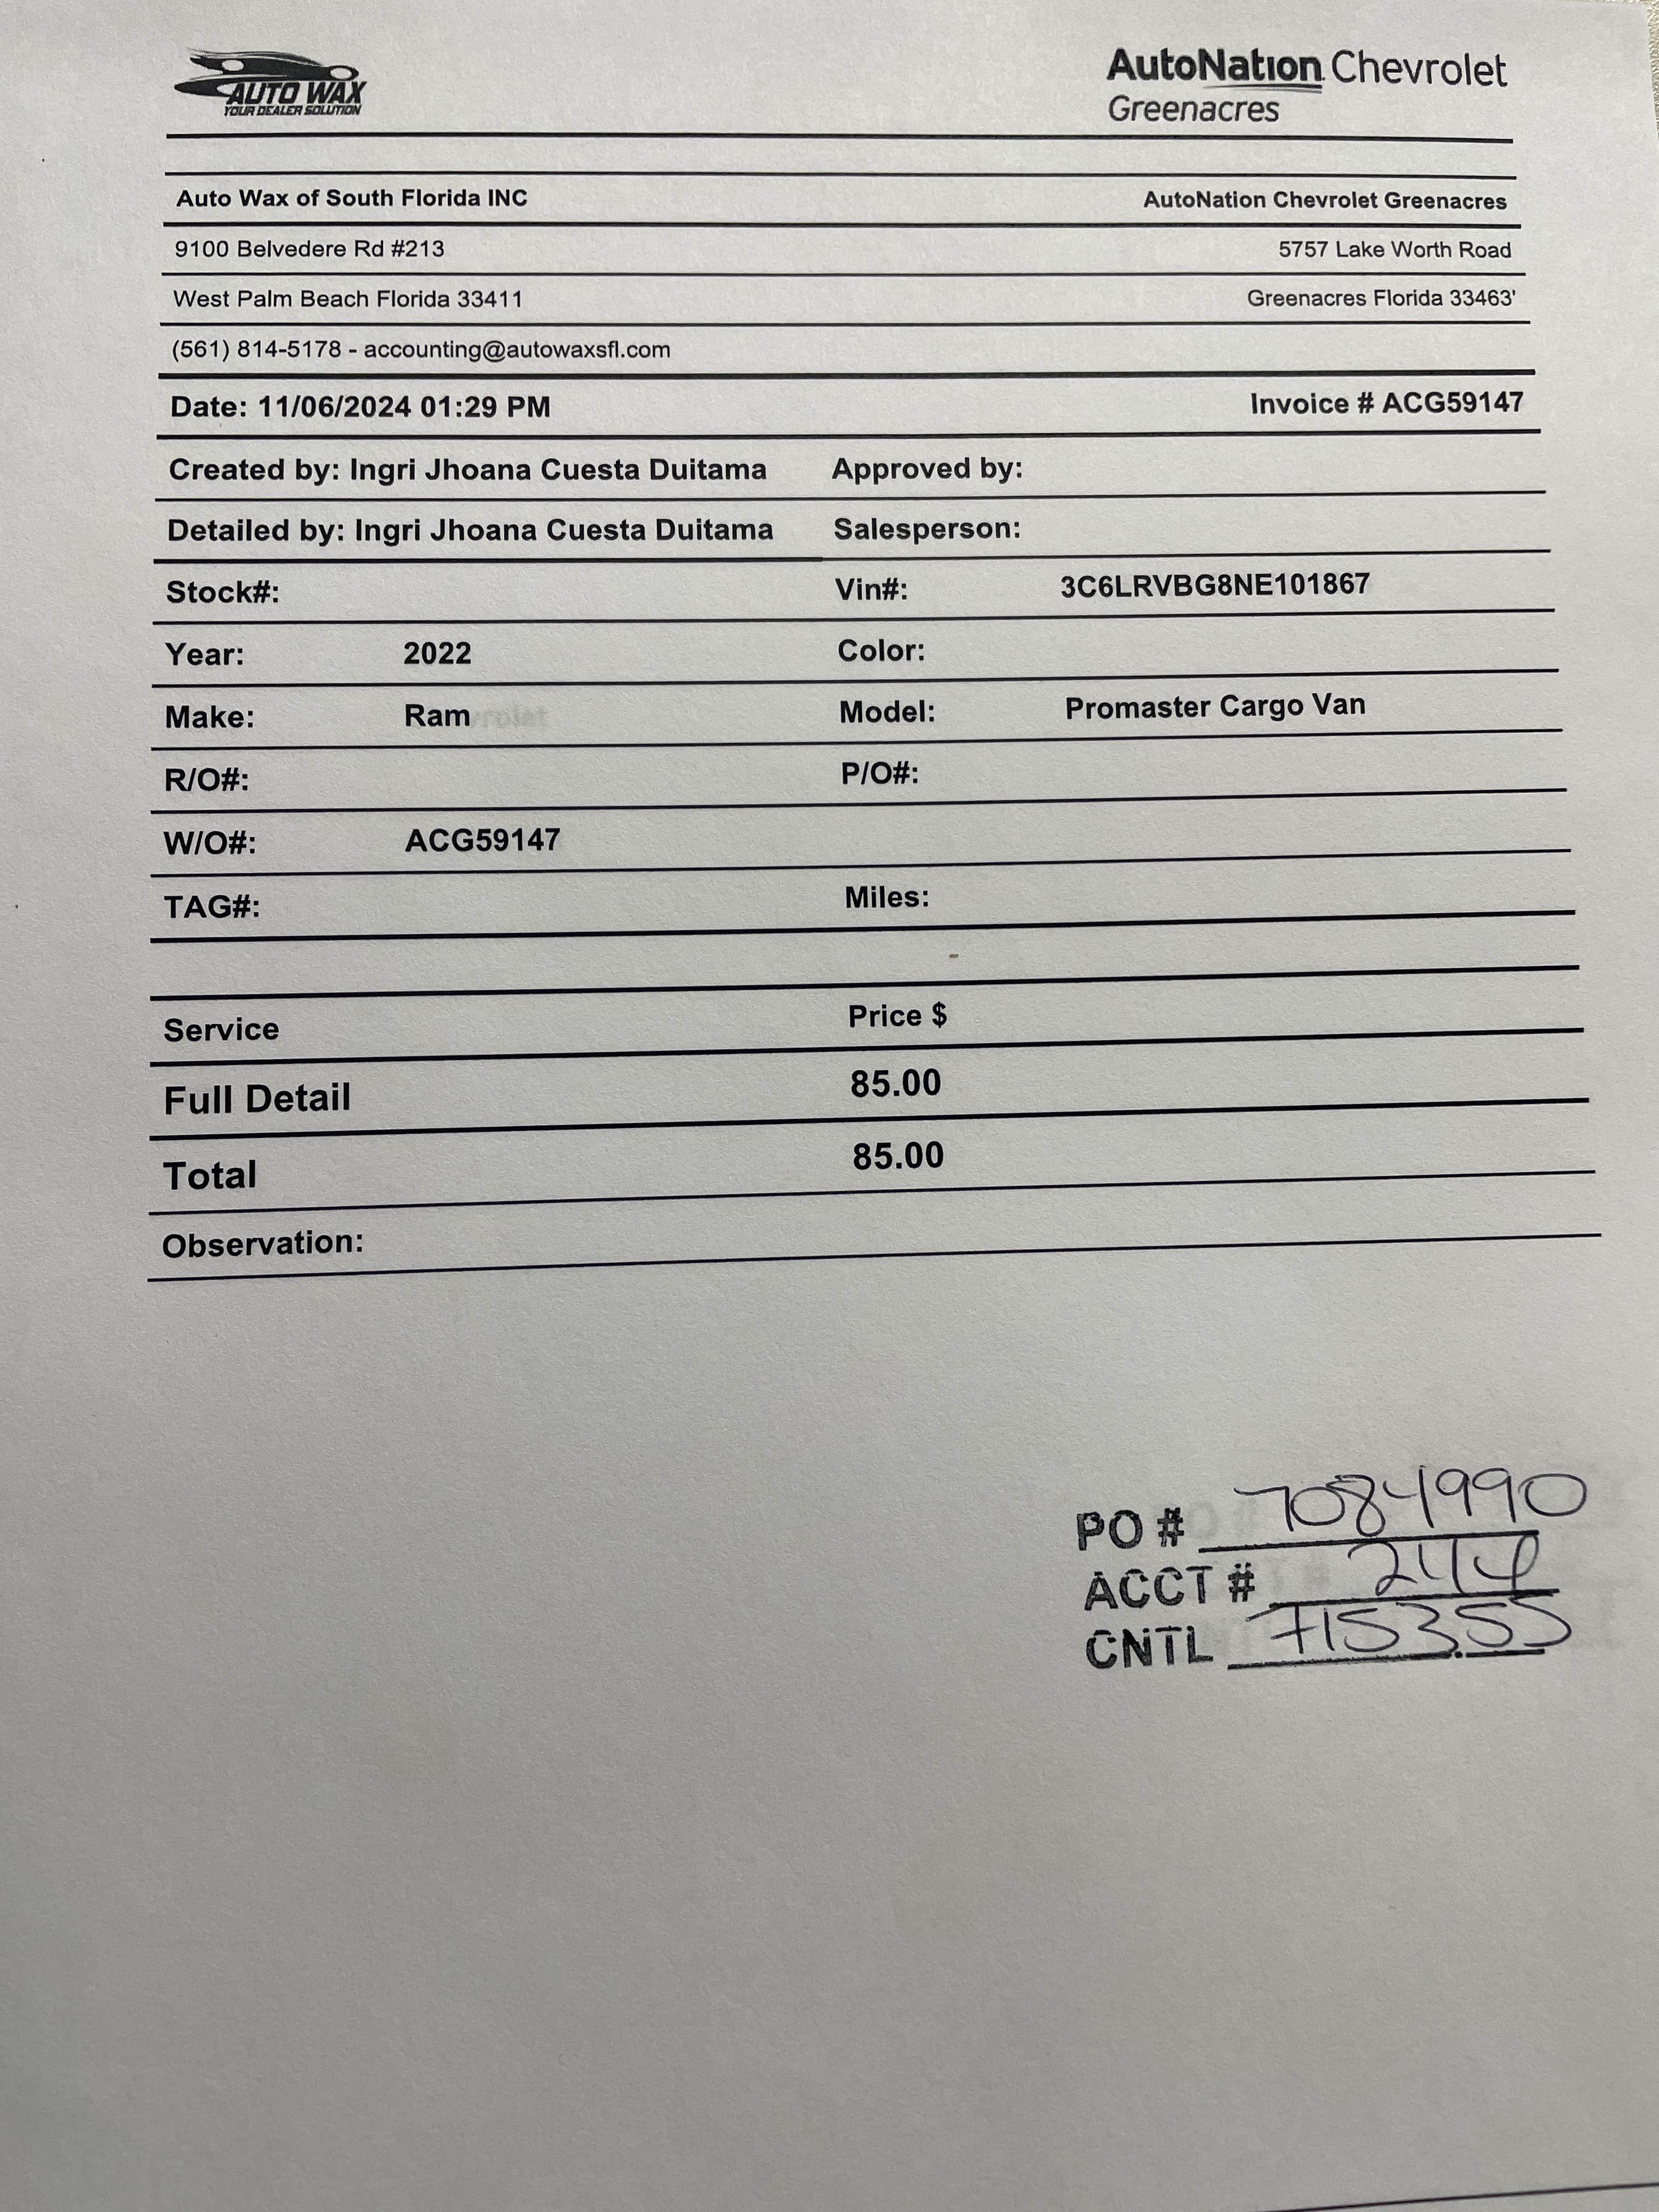 AUTO WAX
YOUR DEALER SOLUTION
AutoNation Chevrolet
Greenacres
Auto Wax of South Florida INC AutoNation Chevrolet Greenacres
9100 Belvedere Rd #213 5757 Lake Worth Road
West Palm Beach Florida 33411 Greenacres Florida 33463'
(561) 814-5178 - accounting@autowaxsfl.com
Date: 11/06/2024 01:29 PM Invoice # ACG59147
Created by: Ingri Jhoana Cuesta Duitama Approved by:
Detailed by: Ingri Jhoana Cuesta Duitama Salesperson:
Stock#: Vin#: 3C6LRVBG8NE101867
Year: 2022 Color:
Make: Ram Model: Promaster Cargo Van
R/O#: P/O#:
W/O#: ACG59147
TAG#: Miles:
Service Price $
Full Detail 85.00
Total 85.00
Observation:
PO # 7084990
ACCT #
CNTL 715355